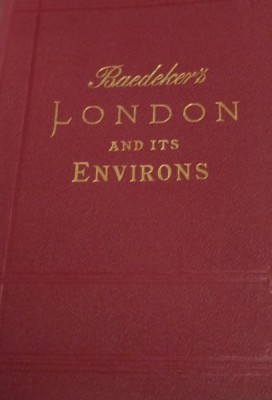 Baedeker's
LONDON
AND ITS
ENVIRONS